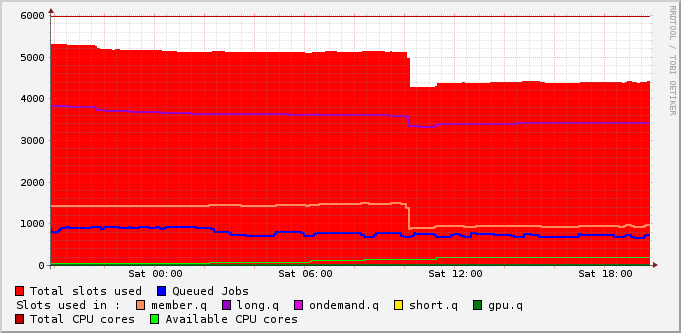 6000
5000
4000
3000
2000
1000
0
Sat 00:00 Sat 06:00 Sat 12:00 Sat 18:00
Total slots used Queued Jobs
Slots used in : member.q long.q ondemand.q short.q gpu.q
Total CPU cores Available CPU cores
RRDTOOL / TOBI OETIKER